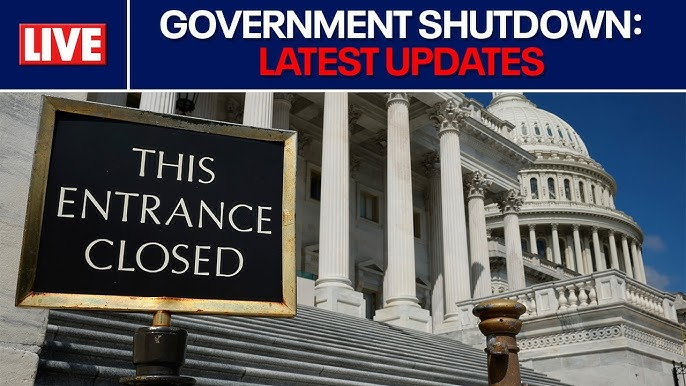 LIVE
GOVERNMENT SHUTDOWN:
LATEST UPDATES
THIS
ENTRANCE
CLOSED